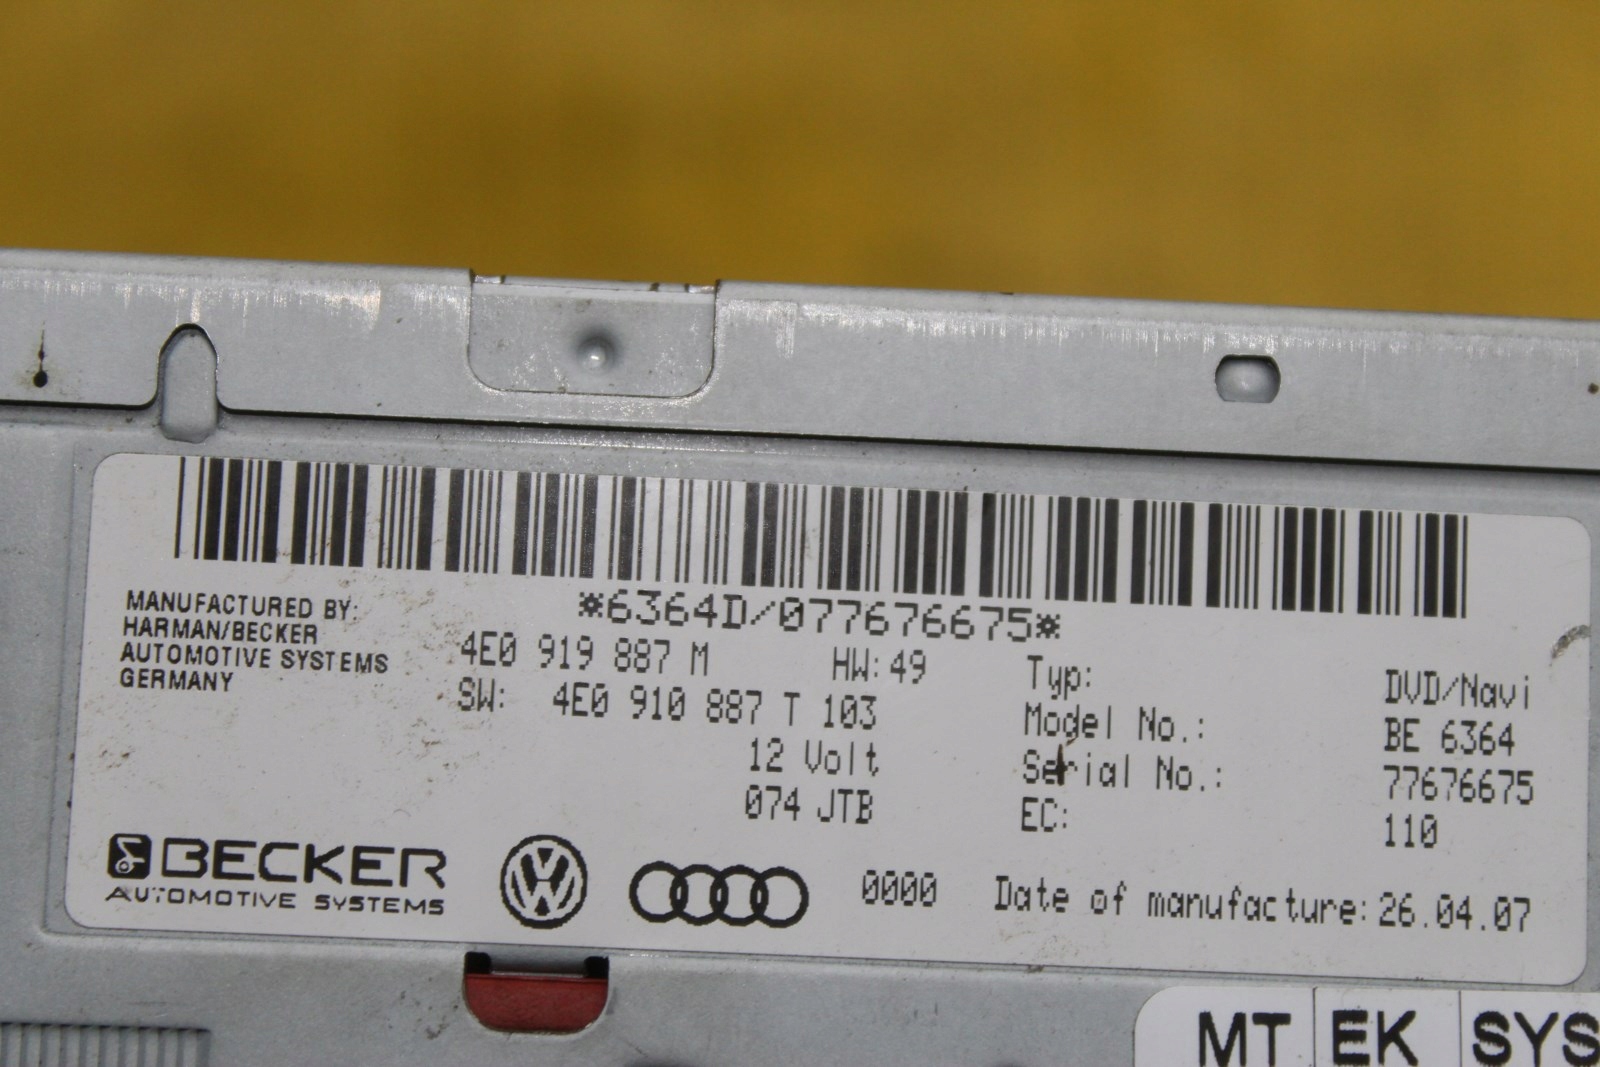 *6364D/077676675*
MANUFACTURED BY:
HARMAN/BECKER
AUTOMOTIVE SYSTEMS
GERMANY
4E0 919 887 M HW: 49
SW: 4E0 910 887 T 103
12 Volt
074 JTB
Typ: DVD/Navi
Model No.: BE 6364
Serial No.: 77676675
EC: 110
BECKER
AUTOMOTIVE SYSTEMS
0000 Date of manufacture: 26.04.07
MT EK SYS